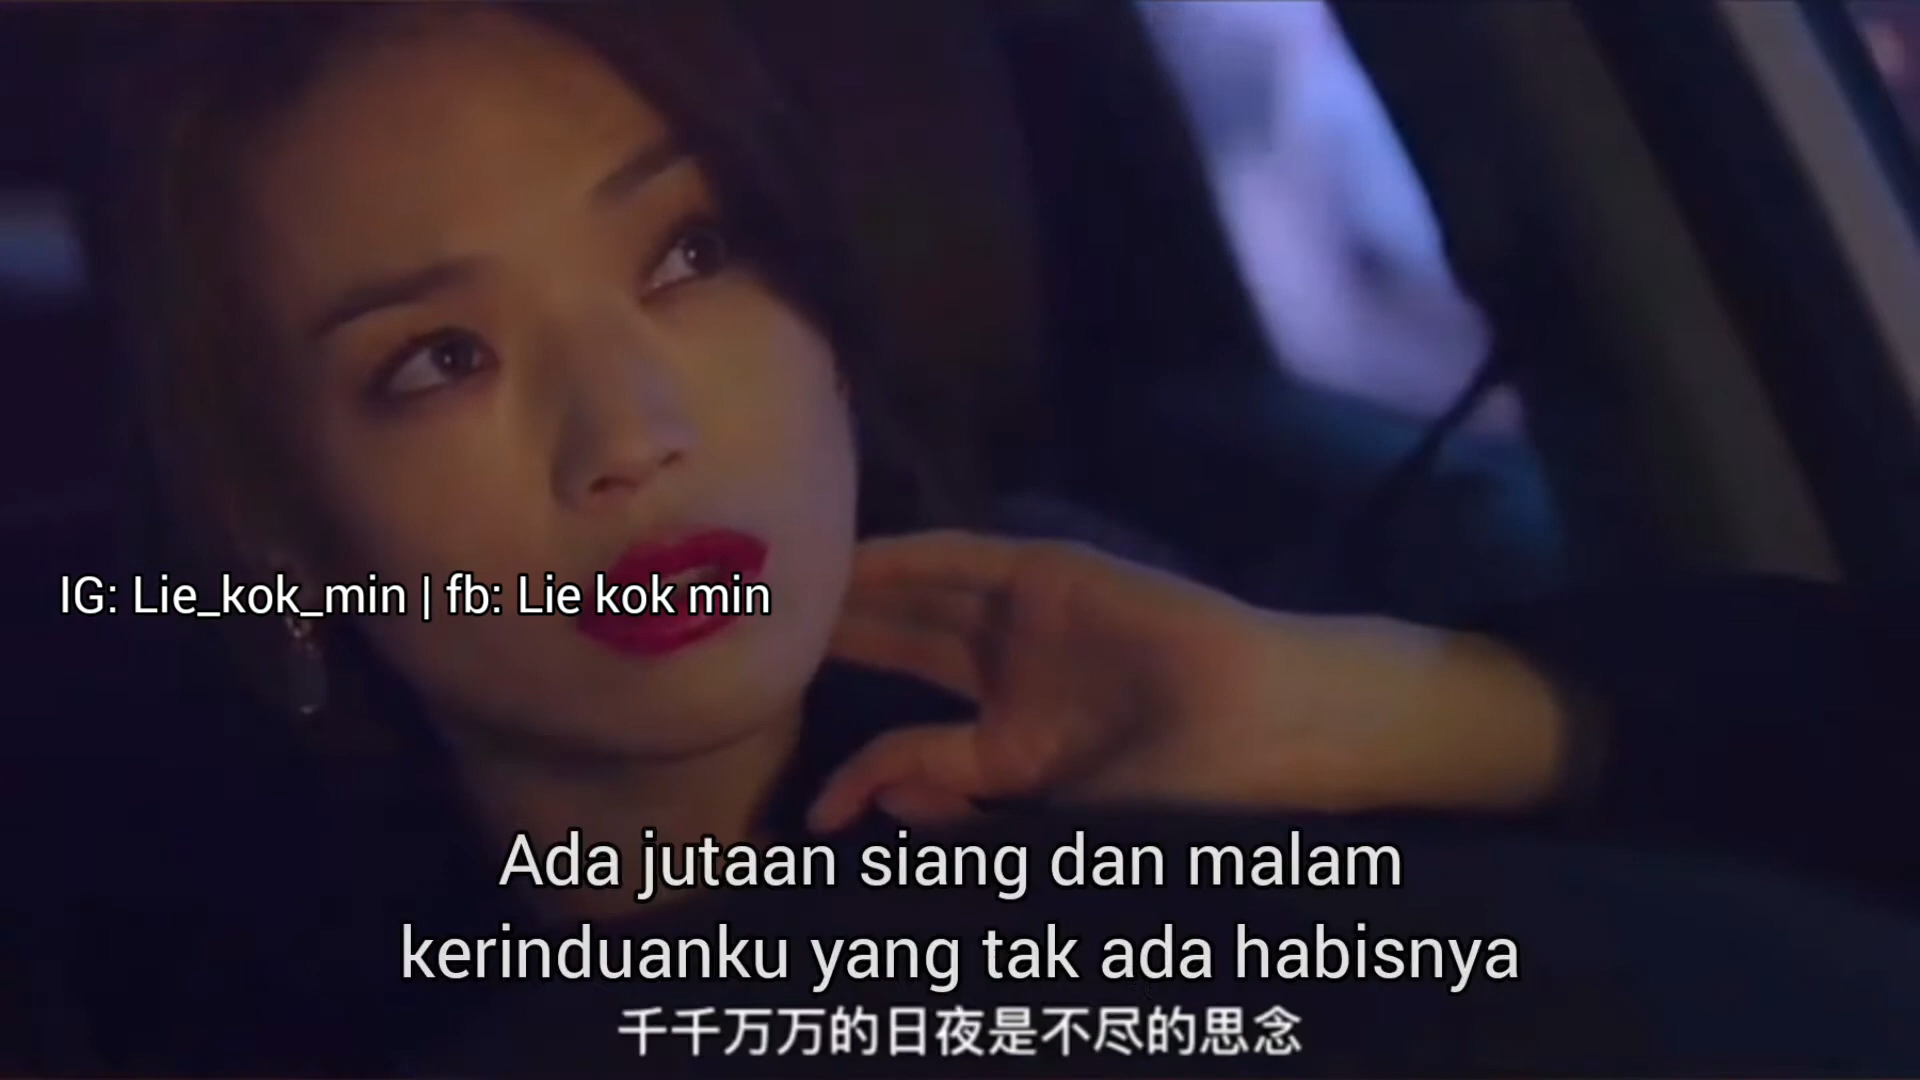 IG: Lie_kok_min | fb: Lie kok min
Ada jutaan siang dan malam
kerinduanku yang tak ada habisnya
千千万万的日夜是不尽的思念